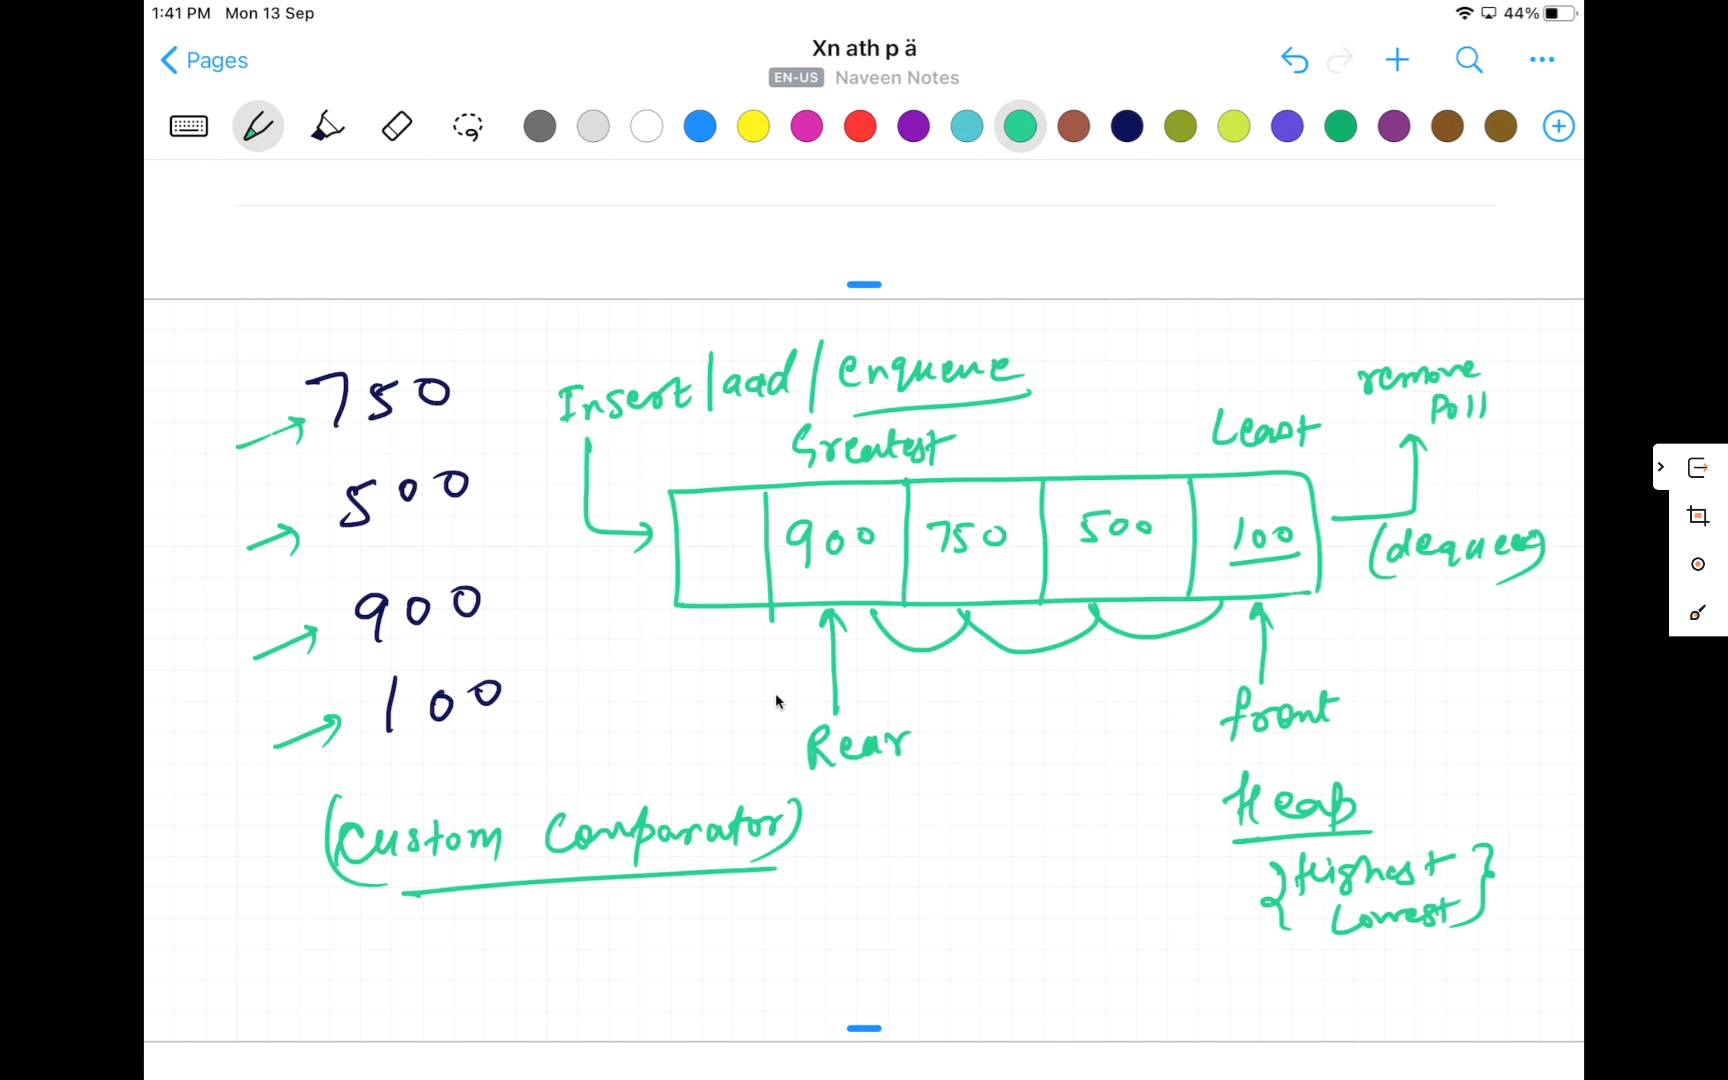 1:41 PM Mon 13 Sep
44%
Pages
Xn ath p ä
EN-US Naveen Notes
750
500
900
100
Insert/add/enqueue
Greatest
Least
remove
Poll
900 750 500 100
(dequeue)
Rear
front
(Custom Comparator)
Heap
{Highest
Lowest}